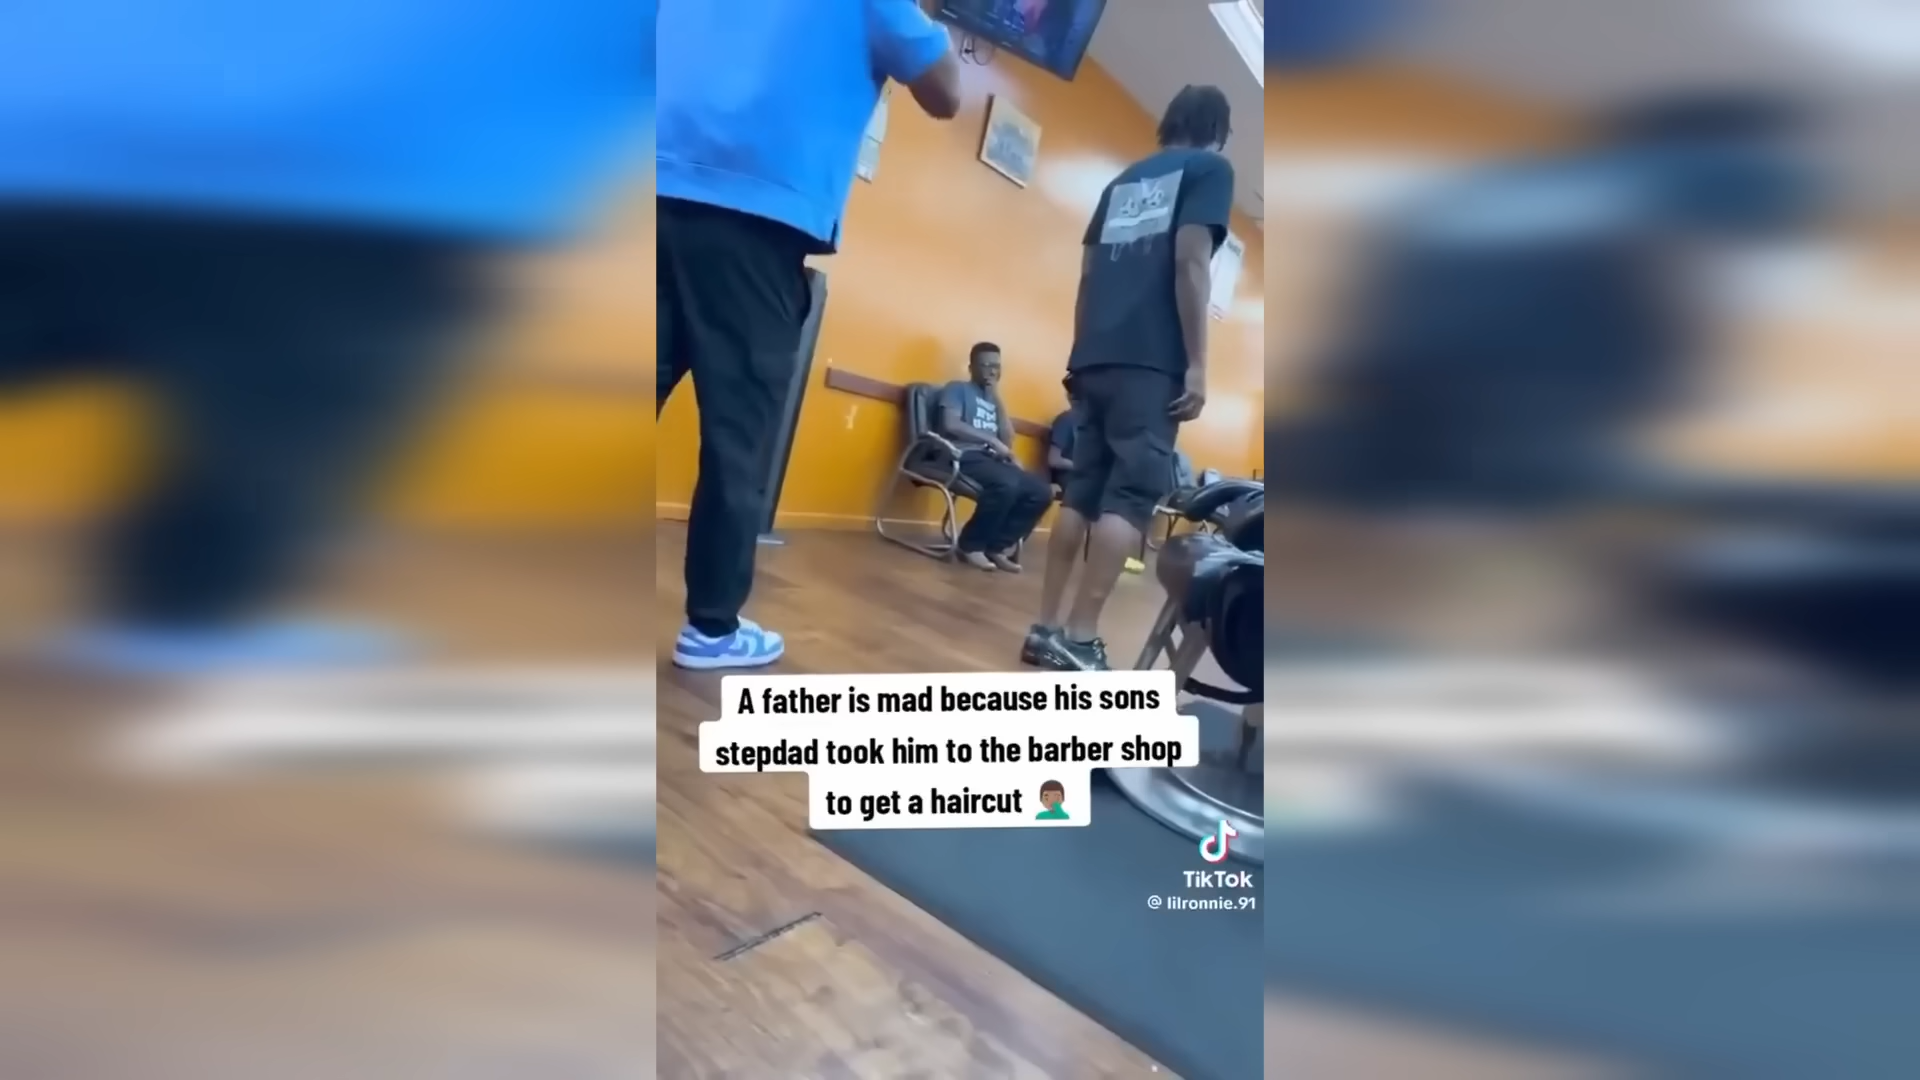 A father is mad because his sons
stepdad took him to the barber shop
to get a haircut 🤦🏽‍♂️
TikTok
@ lilronnie.91